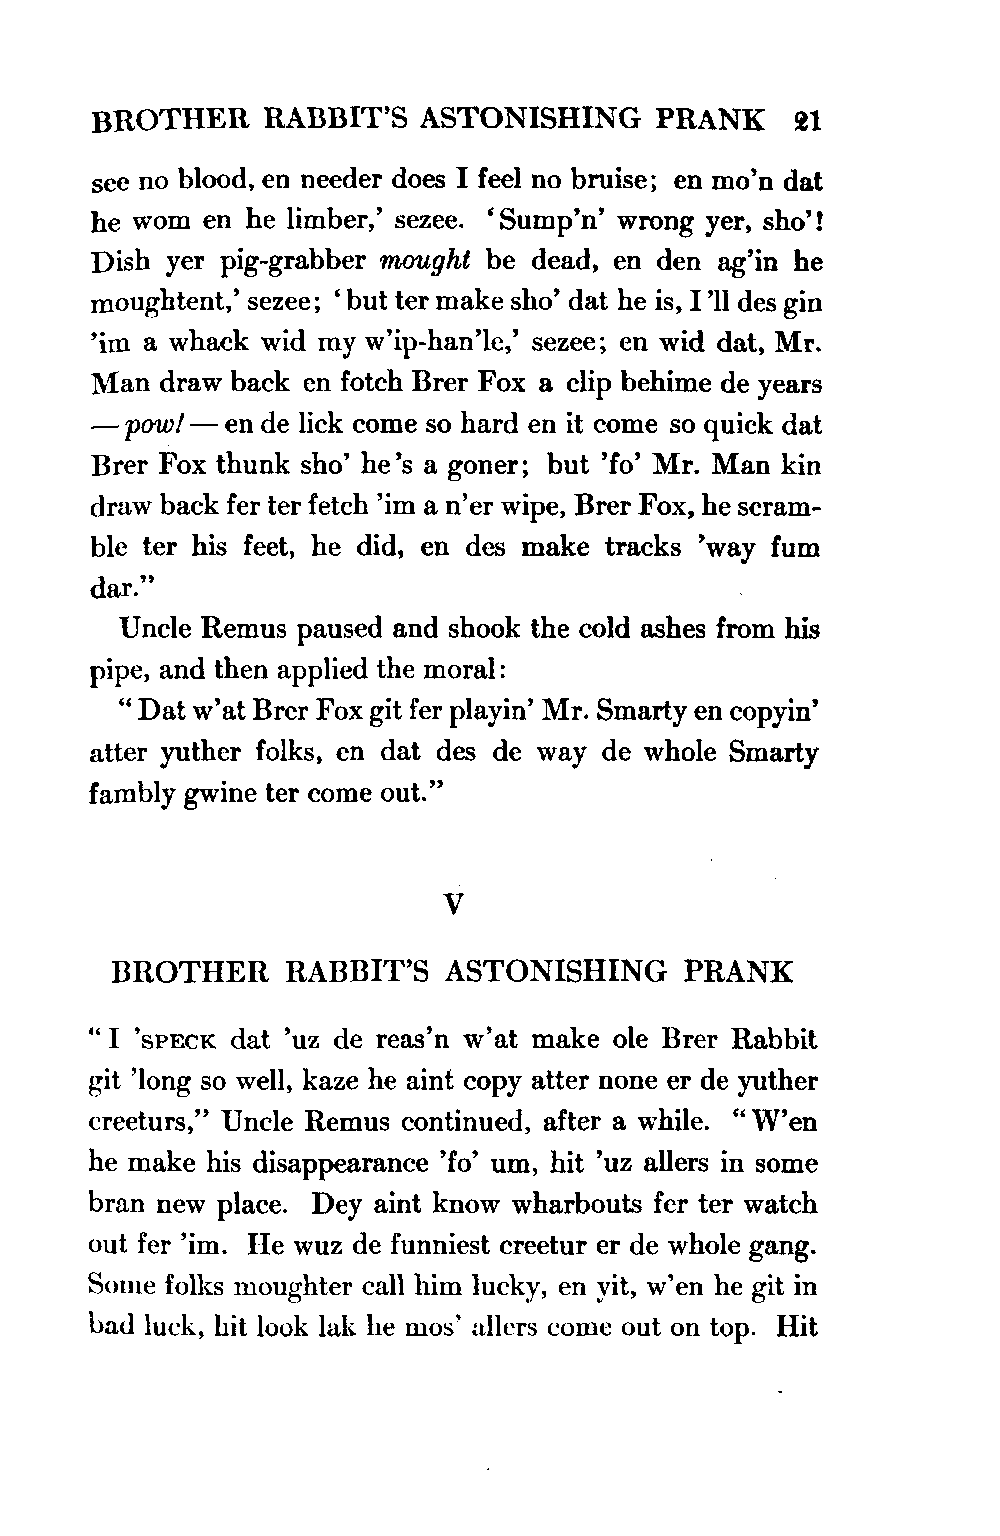 BROTHER RABBIT'S ASTONISHING PRANK 21
see no blood, en needer does I feel no bruise; en mo'n dat
he wom en he limber,' sezee. 'Sump'n' wrong yer, sho'!
Dish yer pig-grabber mought be dead, en den ag'in he
moughtent,' sezee; 'but ter make sho' dat he is, I 'll des gin
'im a whack wid my w'ip-han'le,' sezee; en wid dat, Mr.
Man draw back en fotch Brer Fox a clip behime de years
— pow! — en de lick come so hard en it come so quick dat
Brer Fox thunk sho' he 's a goner; but 'fo' Mr. Man kin
draw back fer ter fetch 'im a n'er wipe, Brer Fox, he scram-
ble ter his feet, he did, en des make tracks 'way fum
dar."
Uncle Remus paused and shook the cold ashes from his
pipe, and then applied the moral:
"Dat w'at Brer Fox git fer playin' Mr. Smarty en copyin'
atter yuther folks, en dat des de way de whole Smarty
fambly gwine ter come out."
V
BROTHER RABBIT'S ASTONISHING PRANK
"I 'SPECK dat 'uz de reas'n w'at make ole Brer Rabbit
git 'long so well, kaze he aint copy atter none er de yuther
creeturs," Uncle Remus continued, after a while. "W'en
he make his disappearance 'fo' um, hit 'uz allers in some
bran new place. Dey aint know wharbouts fer ter watch
out fer 'im. He wuz de funniest creetur er de whole gang.
Some folks moughter call him lucky, en yit, w'en he git in
bad luck, hit look lak he mos' allers come out on top. Hit